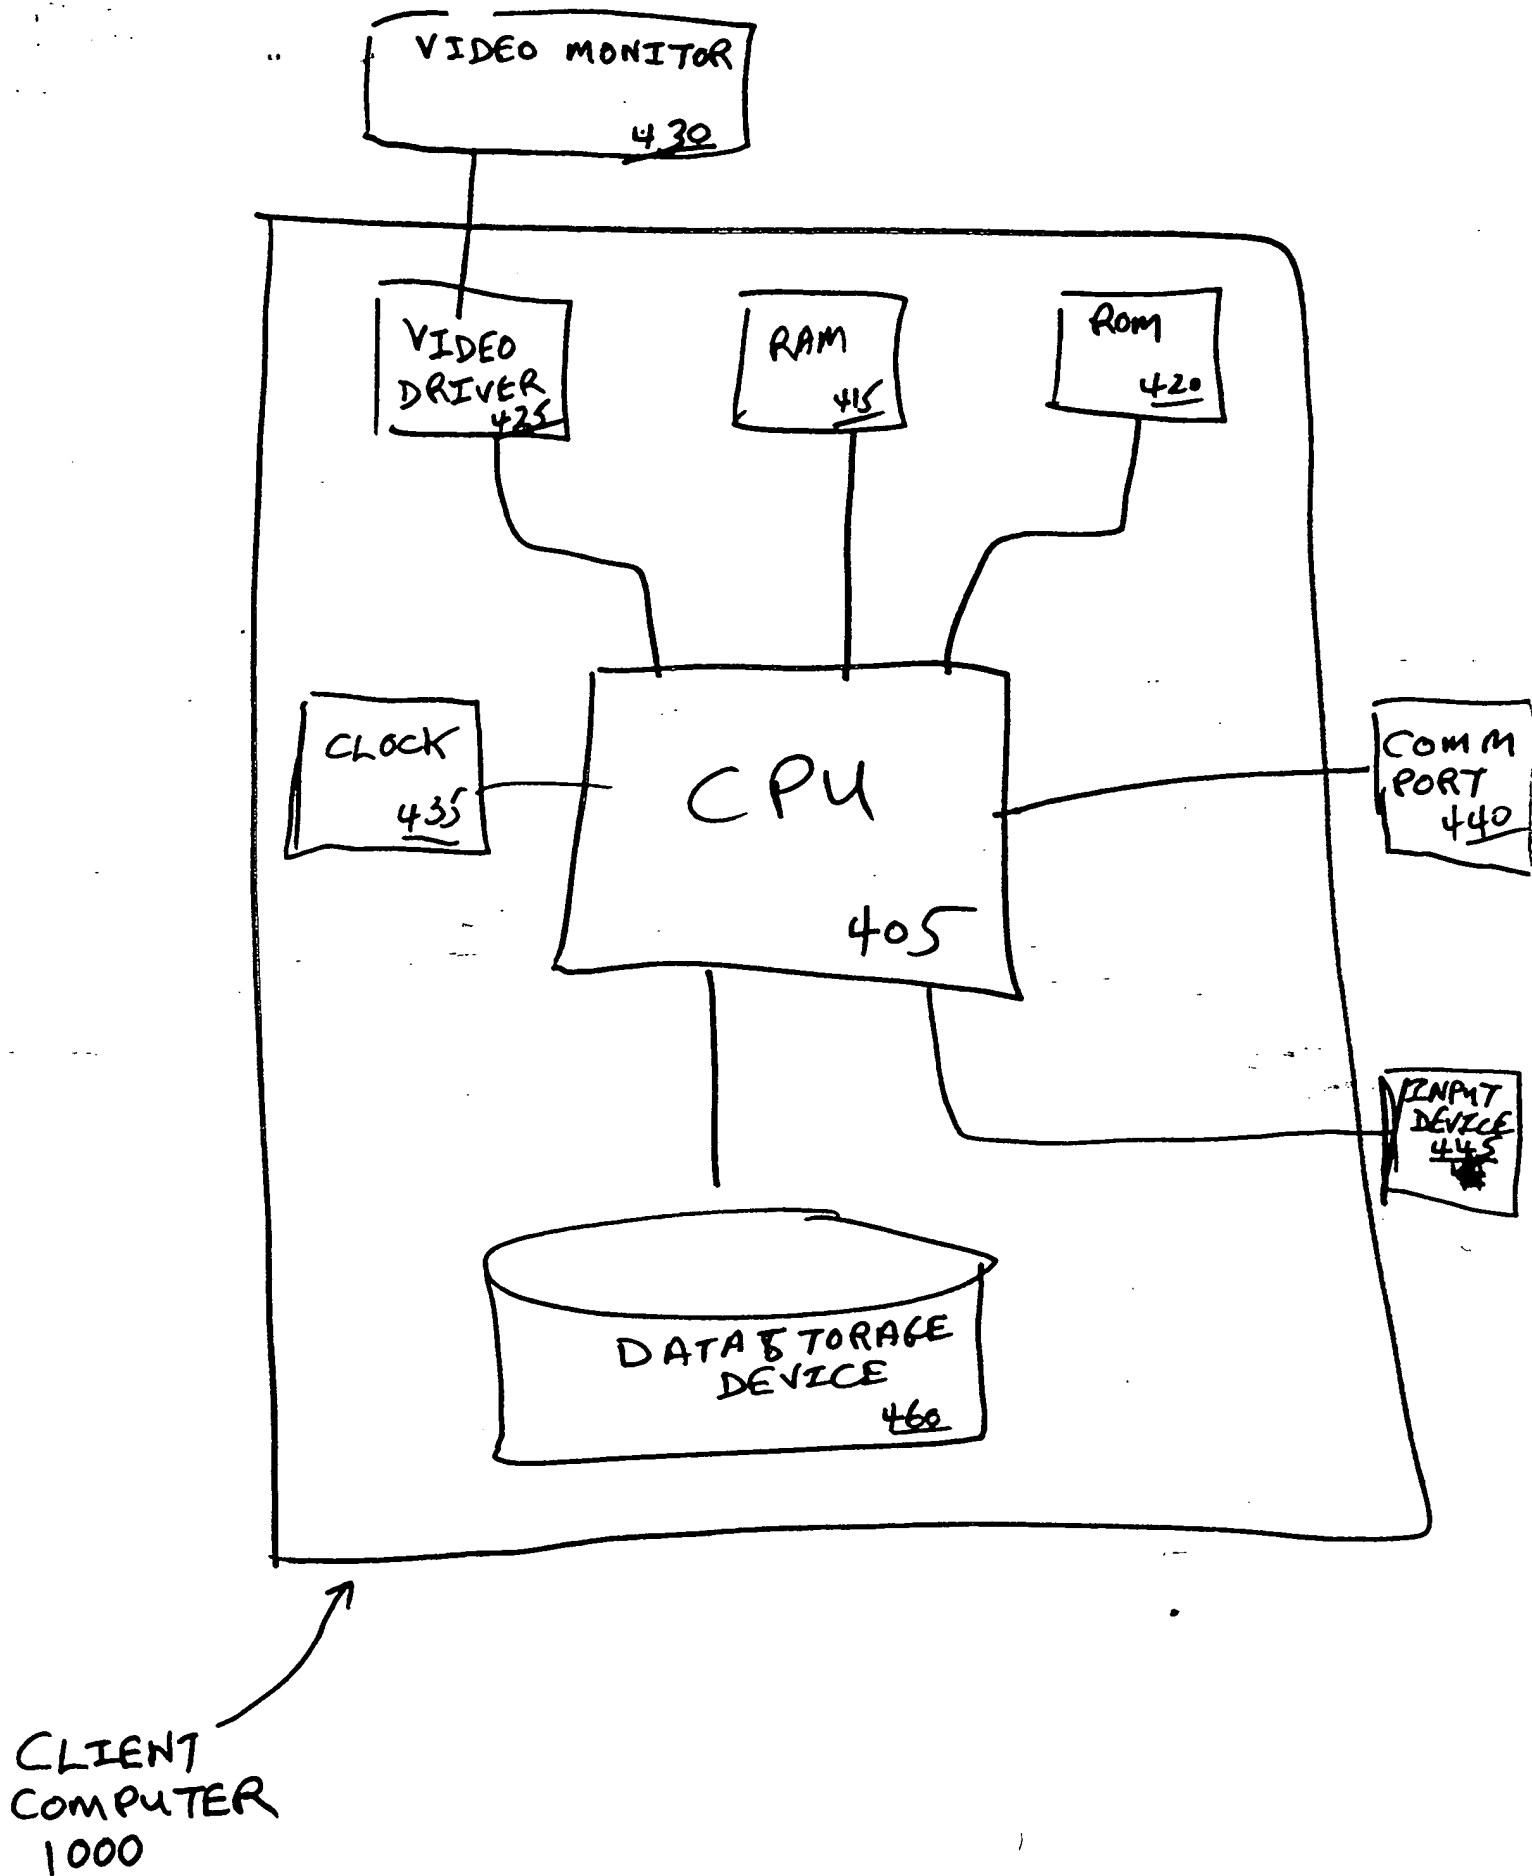 VIDEO MONITOR
430
VIDEO
DRIVER
425
RAM
415
ROM
420
CLOCK
435
CPU
405
COMM
PORT
440
INPUT
DEVICE
445
DATA STORAGE
DEVICE
460
CLIENT
COMPUTER
1000